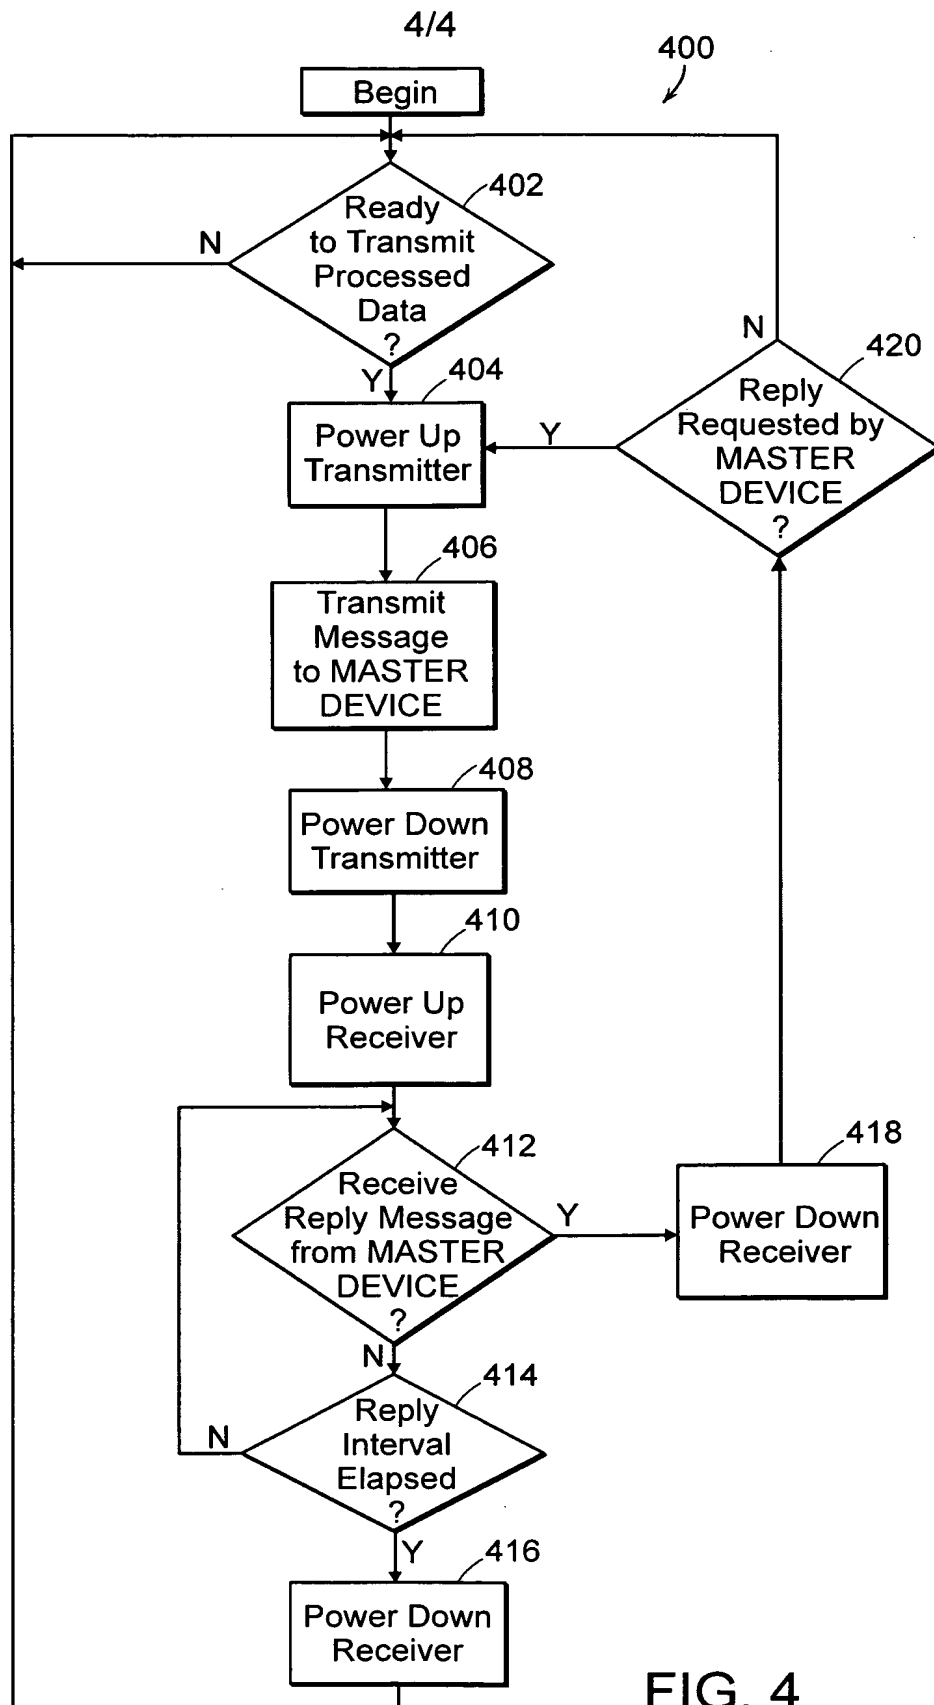 4/4
400
Begin
402
Ready
to Transmit
Processed
Data
?
N
Y
404
Power Up
Transmitter
Y
N
420
Reply
Requested by
MASTER
DEVICE
?
406
Transmit
Message
to MASTER
DEVICE
408
Power Down
Transmitter
410
Power Up
Receiver
412
Receive
Reply Message
from MASTER
DEVICE
?
Y
418
Power Down
Receiver
N
414
Reply
Interval
Elapsed
?
N
Y
416
Power Down
Receiver
FIG. 4